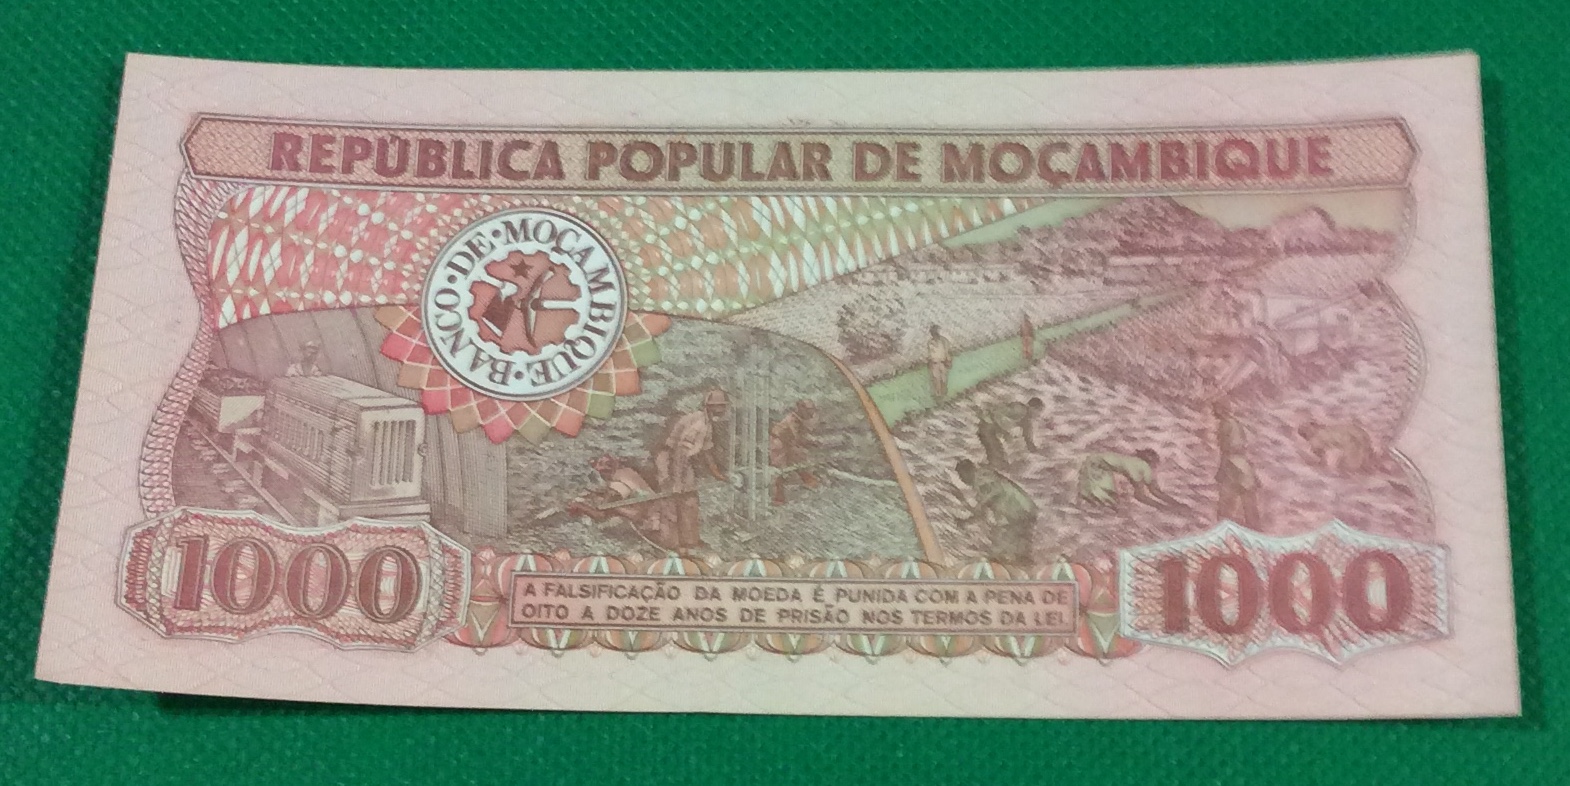 REPÚBLICA POPULAR DE MOÇAMBIQUE
BANCO • DE • MOÇAMBIQUE •
1000
A FALSIFICAÇÃO DA MOEDA É PUNIDA COM A PENA DE
OITO A DOZE ANOS DE PRISÃO NOS TERMOS DA LEI
1000